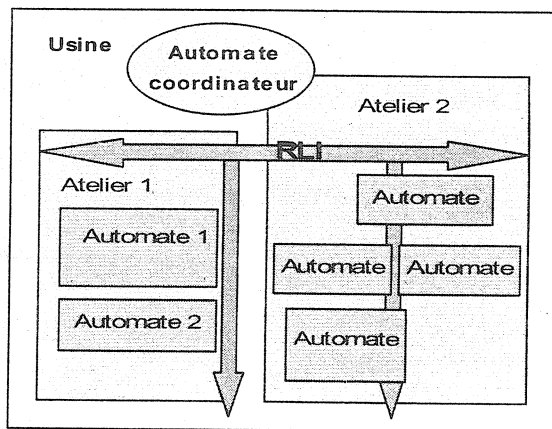 Usine
Automate
coordinateur
Atelier 2
RLI
Atelier 1
Automate
Automate 1
Automate
Automate
Automate 2
Automate